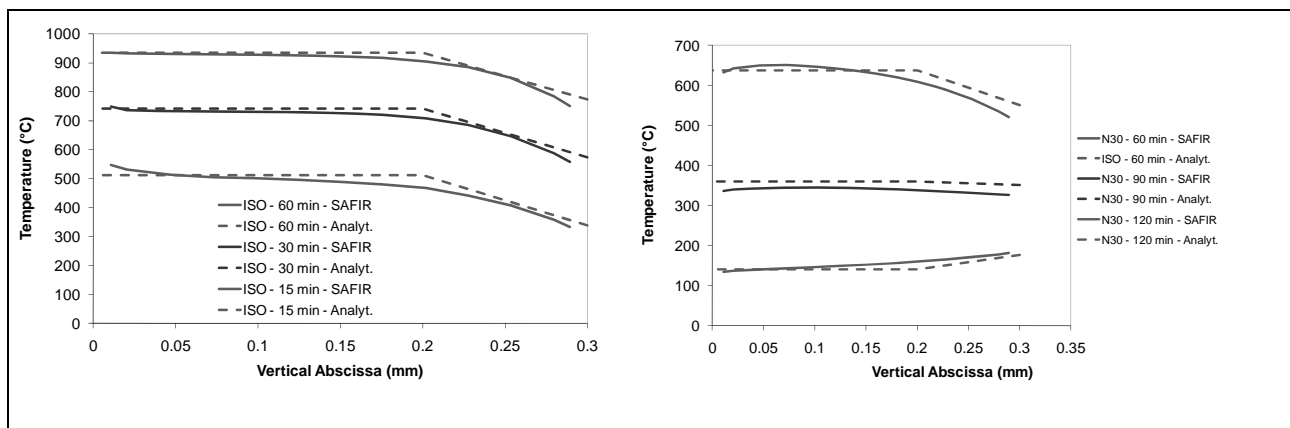 1000
900
800
700
600
500
400
300
200
100
0
Temperature (°C)
0 0.05 0.1 0.15 0.2 0.25 0.3
Vertical Abscissa (mm)
ISO - 60 min - SAFIR
ISO - 60 min - Analyt.
ISO - 30 min - SAFIR
ISO - 30 min - Analyt.
ISO - 15 min - SAFIR
ISO - 15 min - Analyt.
700
600
500
400
300
200
100
0
Temperature (°C)
0 0.05 0.1 0.15 0.2 0.25 0.3 0.35
Vertical Abscissa (mm)
N30 - 60 min - SAFIR
ISO - 60 min - Analyt.
N30 - 90 min - SAFIR
N30 - 90 min - Analyt.
N30 - 120 min - SAFIR
N30 - 120 min - Analyt.